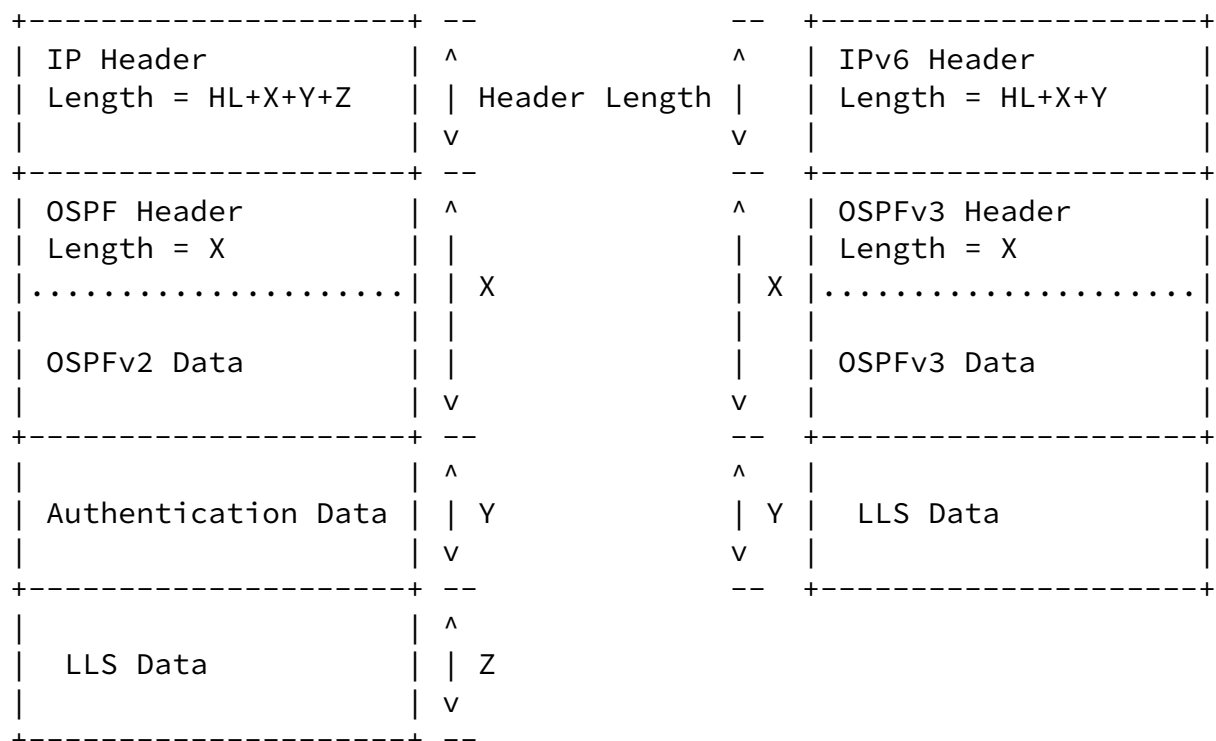 +---------------------+ --              --  +---------------------+
| IP Header           | ^               ^   | IPv6 Header         |
| Length = HL+X+Y+Z   | | Header Length |   | Length = HL+X+Y     |
|                     | v               v   |                     |
+---------------------+ --              --  +---------------------+
| OSPF Header         | ^               ^   | OSPFv3 Header       |
| Length = X          | |               |   | Length = X          |
|.....................| | X             | X |.....................|
|                     | |               |   |                     |
| OSPFv2 Data         | |               |   | OSPFv3 Data         |
|                     | v               v   |                     |
+---------------------+ --              --  +---------------------+
|                     | ^               ^   |                     |
| Authentication Data | | Y             | Y |  LLS Data           |
|                     | v               v   |                     |
+---------------------+ --              --  +---------------------+
|                     | ^
|  LLS Data           | | Z
|                     | v
+---------------------+ --